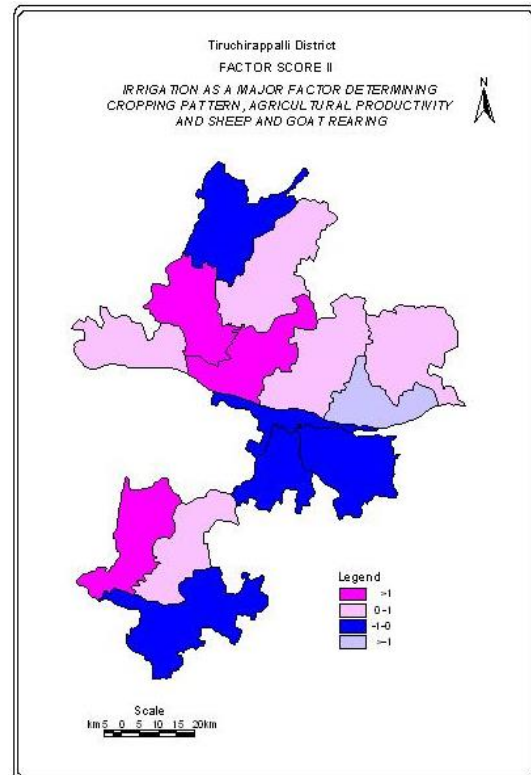 Tiruchirappalli District
FACTOR SCORE II
IRRIGATION AS A MAJOR FACTOR DETERMINING
CROPPING PATTERN, AGRICULTURAL PRODUCTIVITY
AND SHEEP AND GOAT REARING
N
Legend
>1
0-1
-1-0
>-1
Scale
km5 0 5 10 15 20km